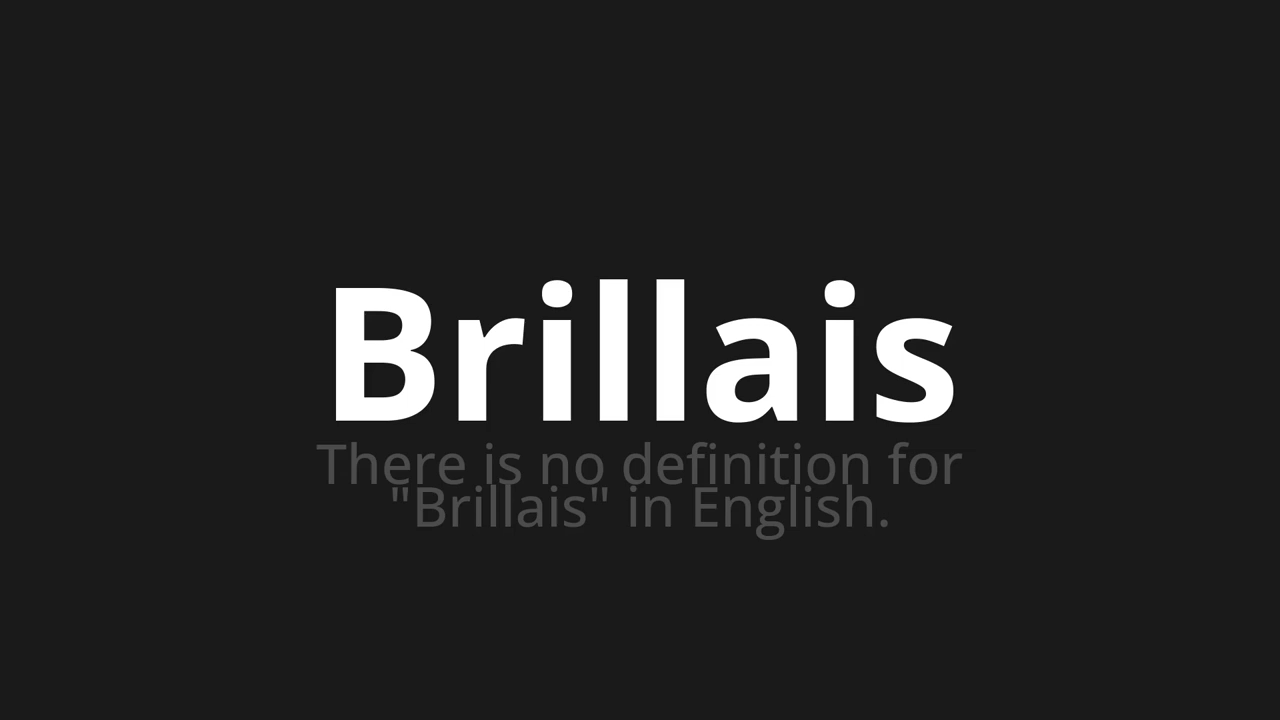 Brillais
There is no definition for
"Brillais" in English.